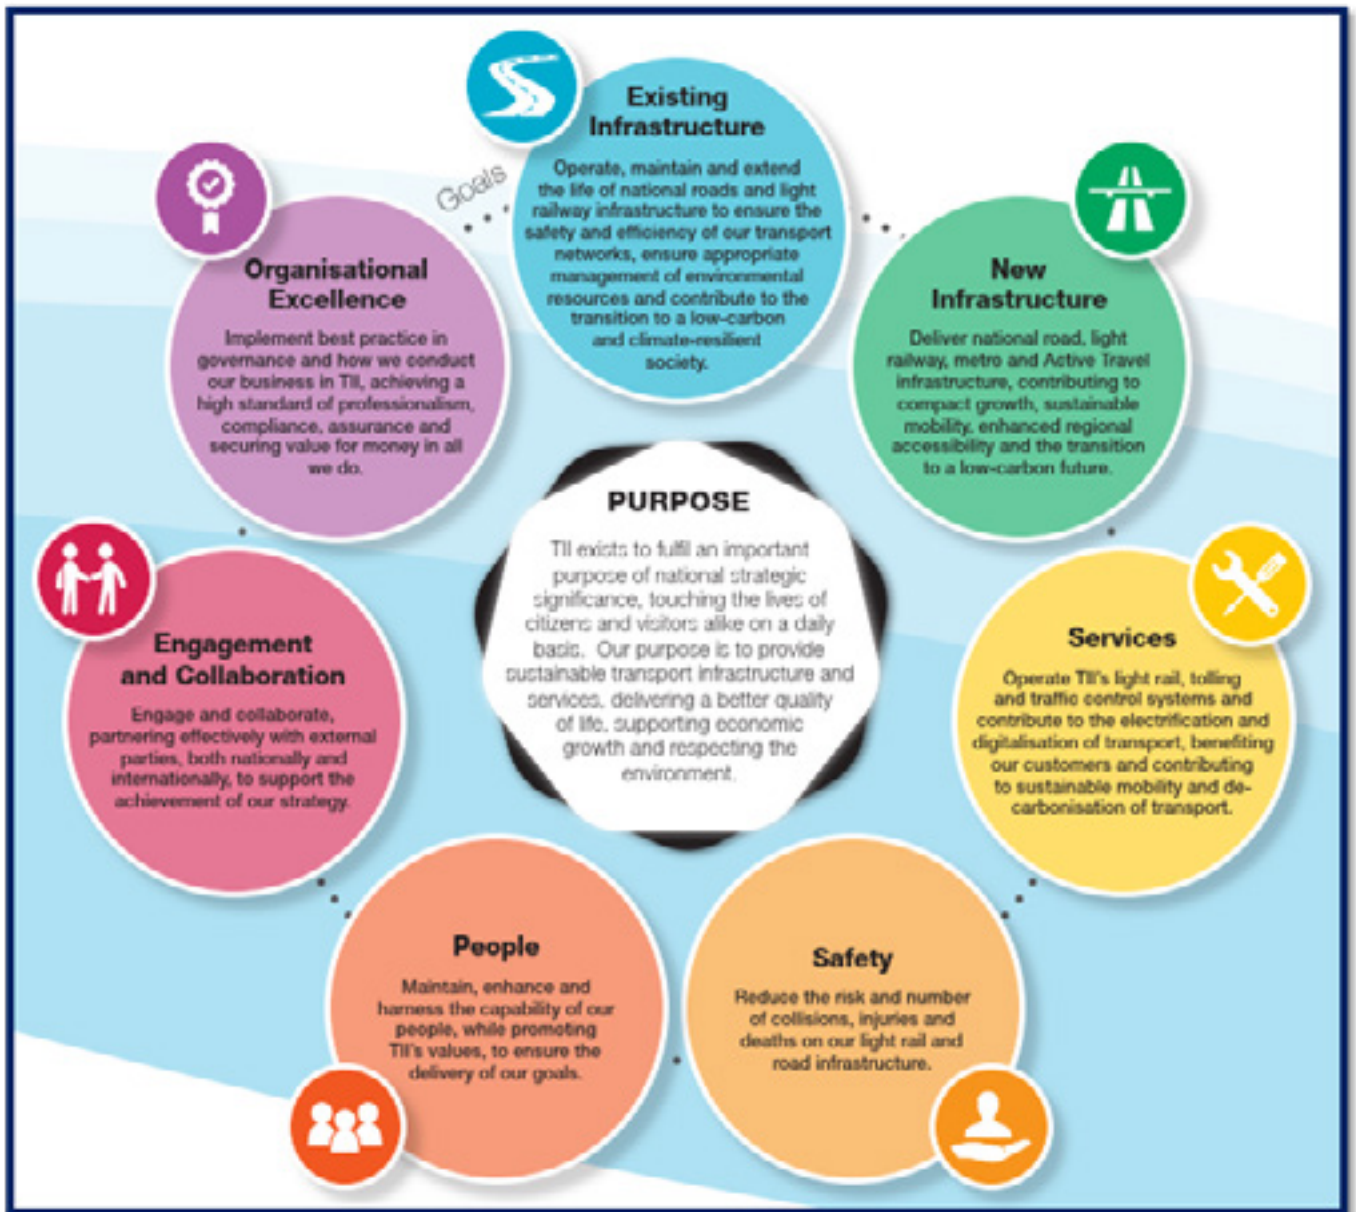 Goals
Existing
Infrastructure
Operate, maintain and extend
the life of national roads and light
railway infrastructure to ensure the
safety and efficiency of our transport
networks, ensure appropriate
management of environmental
resources and contribute to the
transition to a low-carbon
and climate-resilient
society.
New
Infrastructure
Deliver national road, light
railway, metro and Active Travel
infrastructure, contributing to
compact growth, sustainable
mobility, enhanced regional
accessibility and the transition
to a low-carbon future.
Services
Operate TII's light rail, tolling
and traffic control systems and
contribute to the electrification and
digitalisation of transport, benefiting
our customers and contributing
to sustainable mobility and de-
carbonisation of transport.
Safety
Reduce the risk and number
of collisions, injuries and
deaths on our light rail and
road infrastructure.
People
Maintain, enhance and
harness the capability of our
people, while promoting
TII's values, to ensure the
delivery of our goals.
Engagement
and Collaboration
Engage and collaborate,
partnering effectively with external
parties, both nationally and
internationally, to support the
achievement of our strategy.
Organisational
Excellence
Implement best practice in
governance and how we conduct
our business in TII, achieving a
high standard of professionalism,
compliance, assurance and
securing value for money in all
we do.
PURPOSE
TII exists to fulfil an important
purpose of national strategic
significance, touching the lives of
citizens and visitors alike on a daily
basis. Our purpose is to provide
sustainable transport infrastructure and
services, delivering a better quality
of life, supporting economic
growth and respecting the
environment.